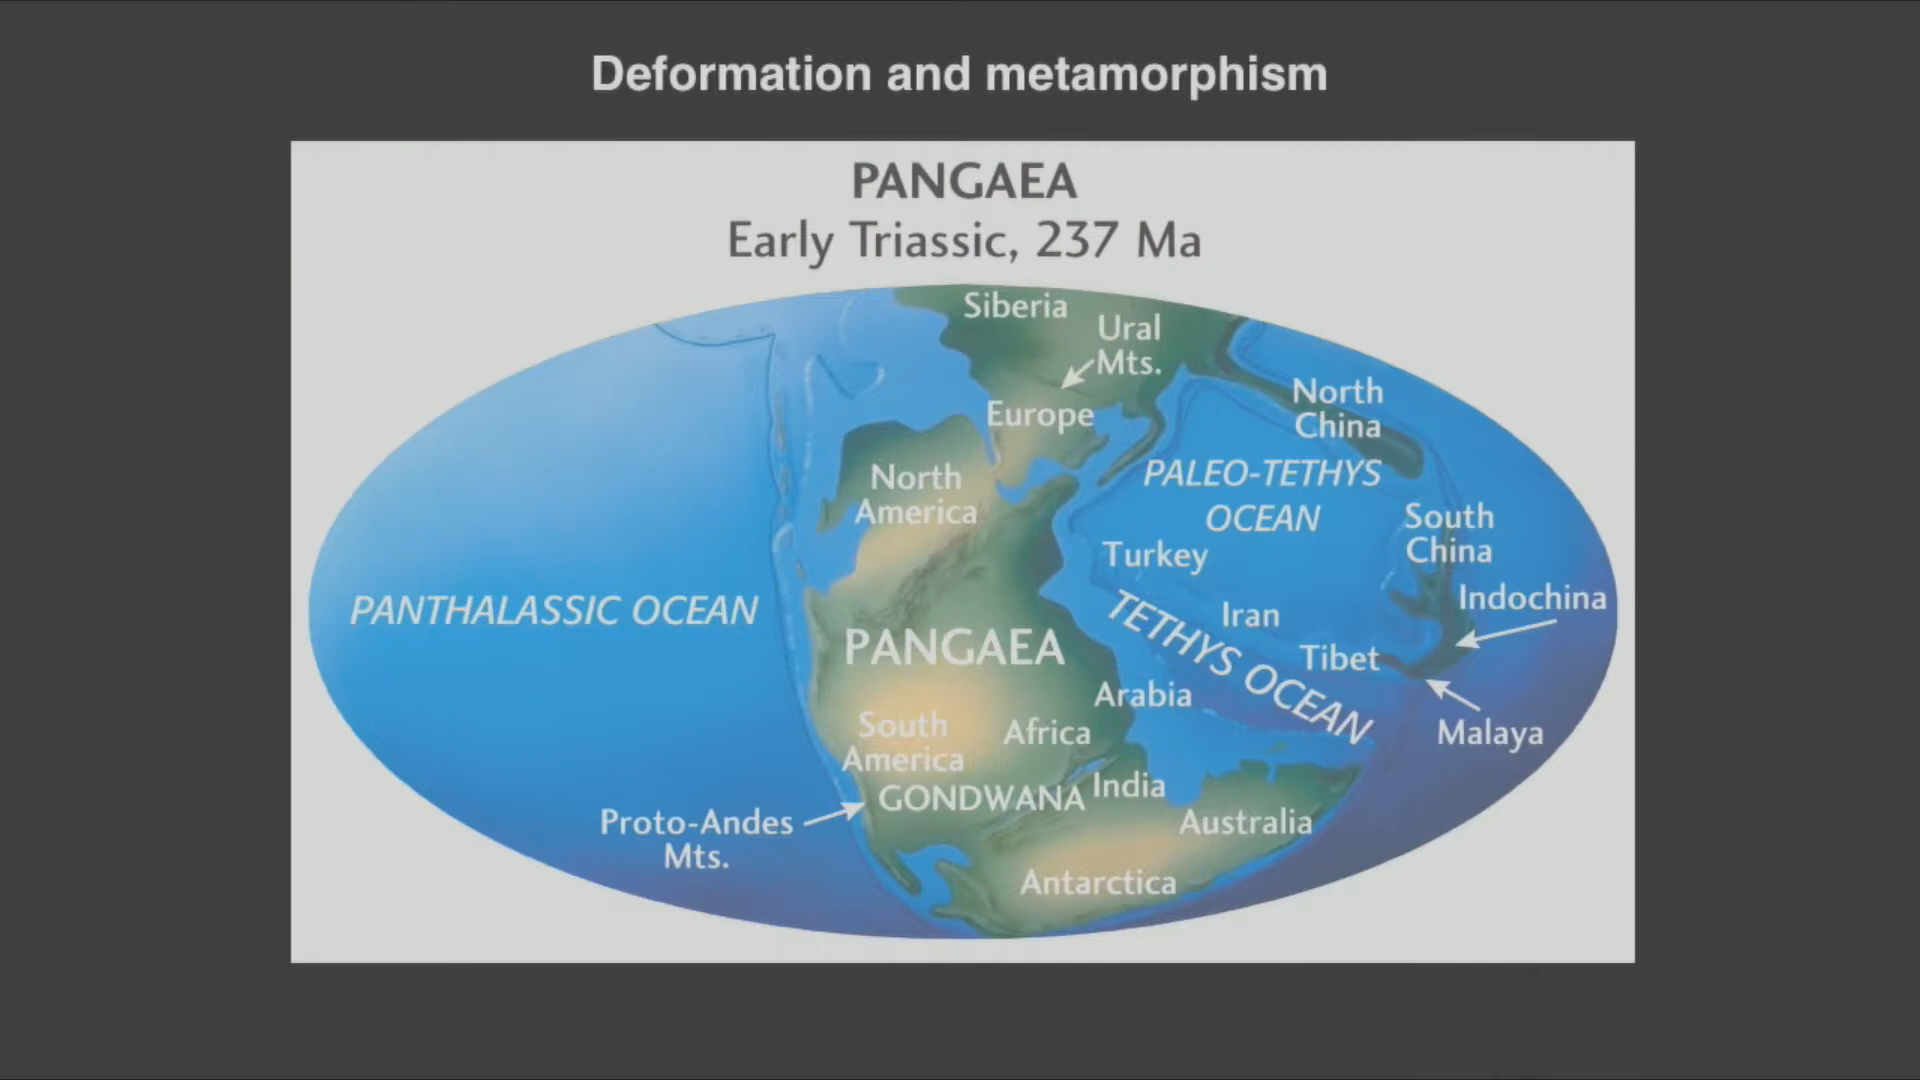 Deformation and metamorphism
PANGAEA
Early Triassic, 237 Ma
Siberia
Ural
Mts.
North
China
Europe
North
America
PALEO-TETHYS
OCEAN
South
China
Turkey
Indochina
PANTHALASSIC OCEAN
TETHYS OCEAN
Iran
PANGAEA
Tibet
Arabia
South
America
Africa
Malaya
India
GONDWANA
Proto-Andes
Mts.
Australia
Antarctica